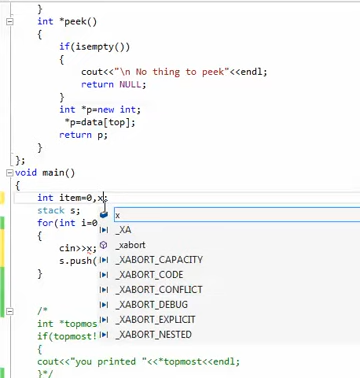 }
int *peek()
{
if(isempty())
{
cout<<"\n No thing to peek"<<endl;
return NULL;
}
int *p=new int;
*p=data[top];
return p;
}
};
void main()
{
int item=0,x;
stack s;
for(int i=0
{
cin>>x;
s.push(
}
/*
int *topmos
if(topmost!
{
cout<<"you printed "<<*topmost<<endl;
}*/
x
_XA
_xabort
_XABORT_CAPACITY
_XABORT_CODE
_XABORT_CONFLICT
_XABORT_DEBUG
_XABORT_EXPLICIT
_XABORT_NESTED